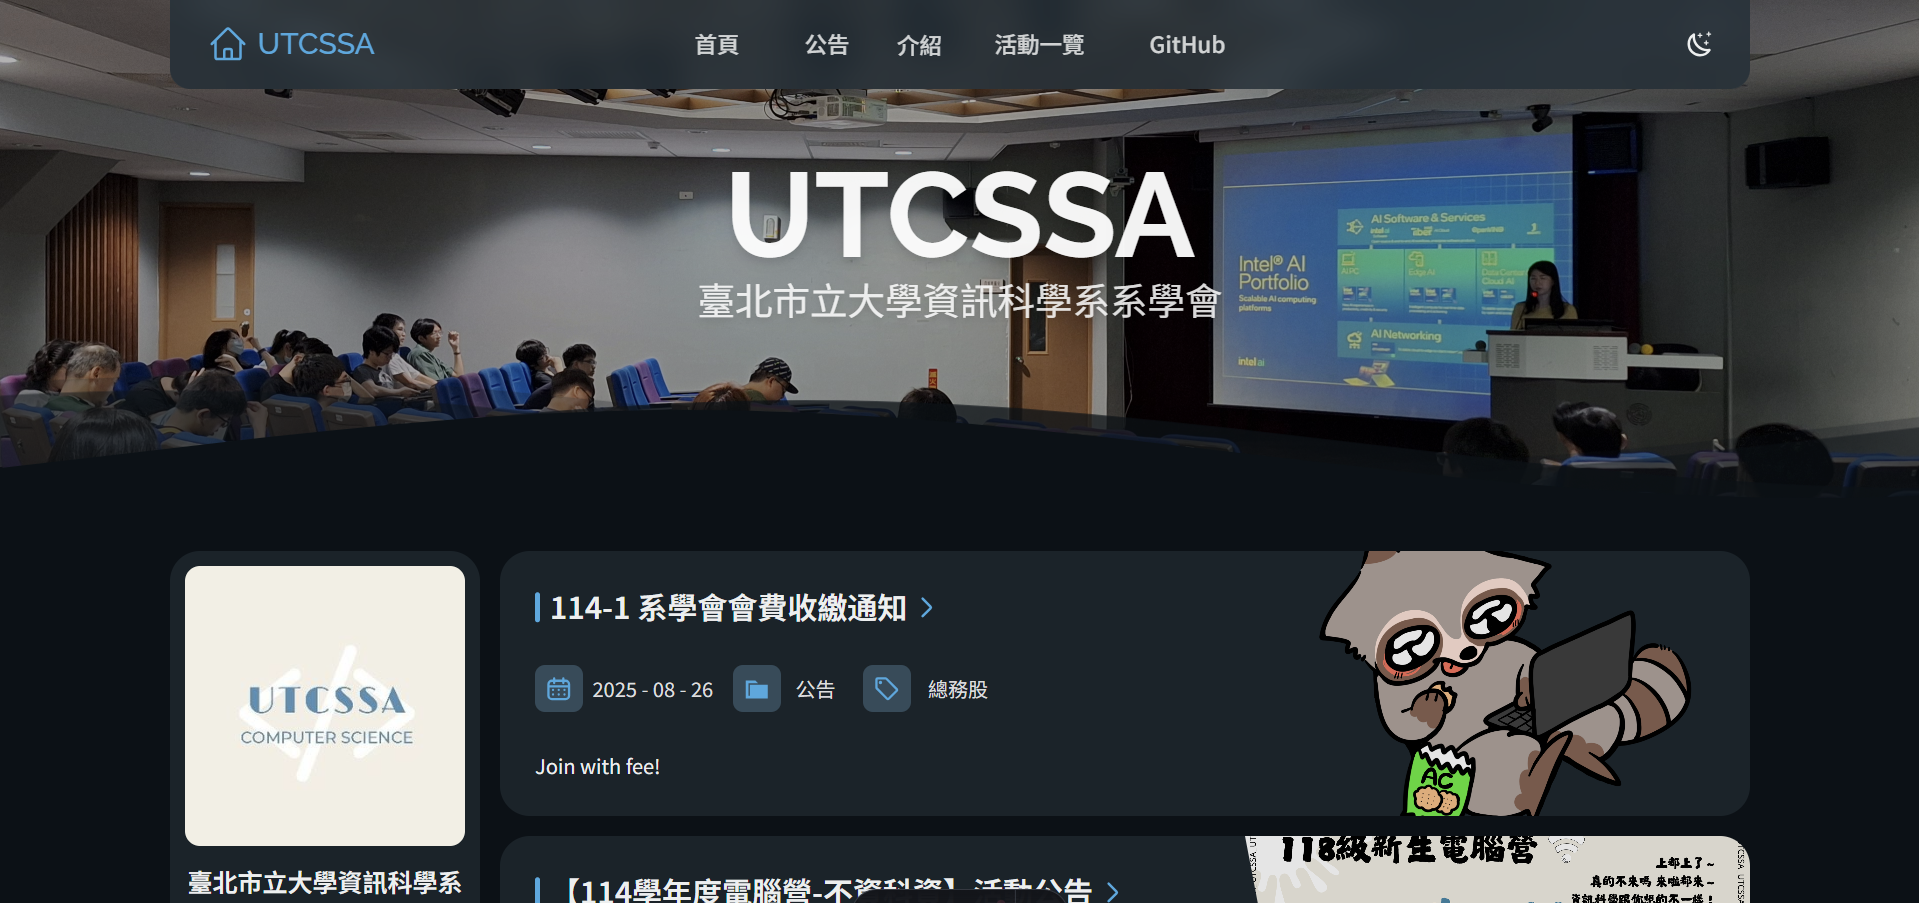 UTCSSA
首頁
公告
介紹
活動一覽
GitHub
UTCSSA
臺北市立大學資訊科學系系學會
Intel® AI Portfolio
Scalable AI computing platforms
intel ai
AI Software & Services
AI PC
Edge AI
AI Networking
UTCSSA
COMPUTER SCIENCE
臺北市立大學資訊科學系
114-1 系學會會費收繳通知
2025 - 08 - 26
公告
總務股
Join with fee!
AC
【114學年度電腦營-不資科資】活動公告
118級新生電腦營
上都上了~
真的不來嗎 來啦都來~